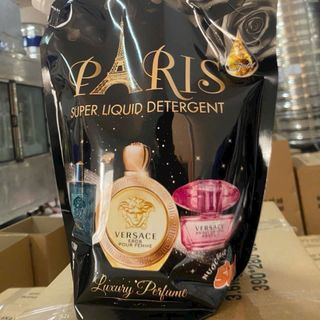 PARIS
SUPER LIQUID DETERGENT
VERSACE
EROS
POUR FEMME
VERSACE
Luxury Perfume